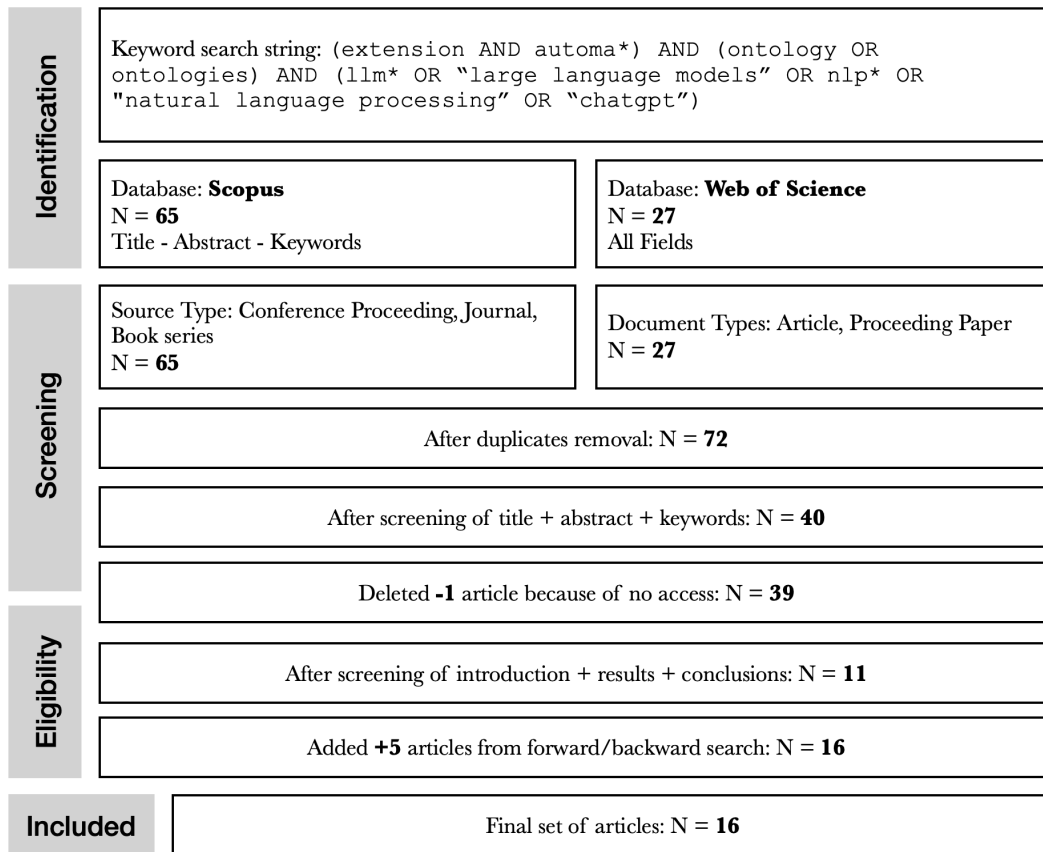 Identification
Keyword search string: (extension AND automa*) AND (ontology OR
ontologies) AND (llm* OR “large language models” OR nlp* OR
"natural language processing” OR “chatgpt”)
Database: Scopus
N = 65
Title - Abstract - Keywords
Database: Web of Science
N = 27
All Fields
Screening
Source Type: Conference Proceeding, Journal,
Book series
N = 65
Document Types: Article, Proceeding Paper
N = 27
After duplicates removal: N = 72
After screening of title + abstract + keywords: N = 40
Deleted -1 article because of no access: N = 39
Eligibility
After screening of introduction + results + conclusions: N = 11
Added +5 articles from forward/backward search: N = 16
Included
Final set of articles: N = 16